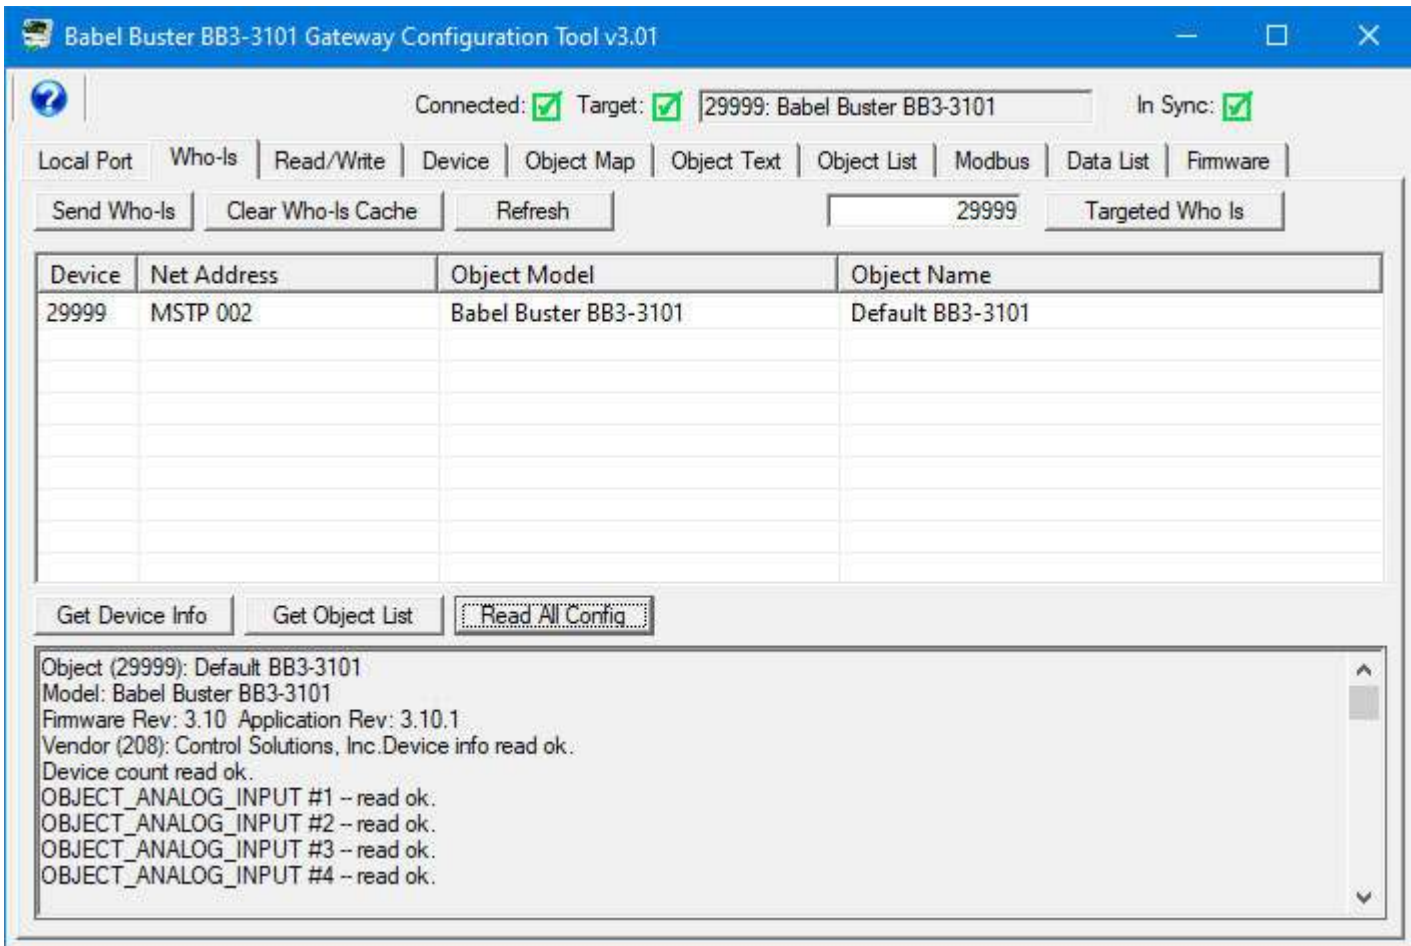 Babel Buster BB3-3101 Gateway Configuration Tool v3.01
Connected: Target: 29999: Babel Buster BB3-3101 In Sync:
Local Port Who-Is Read/Write Device Object Map Object Text Object List Modbus Data List Firmware
Send Who-Is Clear Who-Is Cache Refresh 29999 Targeted Who Is
Device Net Address Object Model Object Name
29999 MSTP 002 Babel Buster BB3-3101 Default BB3-3101
Get Device Info Get Object List Read All Config
Object (29999): Default BB3-3101
Model: Babel Buster BB3-3101
Firmware Rev: 3.10 Application Rev: 3.10.1
Vendor (208): Control Solutions, Inc.Device info read ok.
Device count read ok.
OBJECT_ANALOG_INPUT #1 -- read ok.
OBJECT_ANALOG_INPUT #2 -- read ok.
OBJECT_ANALOG_INPUT #3 -- read ok.
OBJECT_ANALOG_INPUT #4 -- read ok.